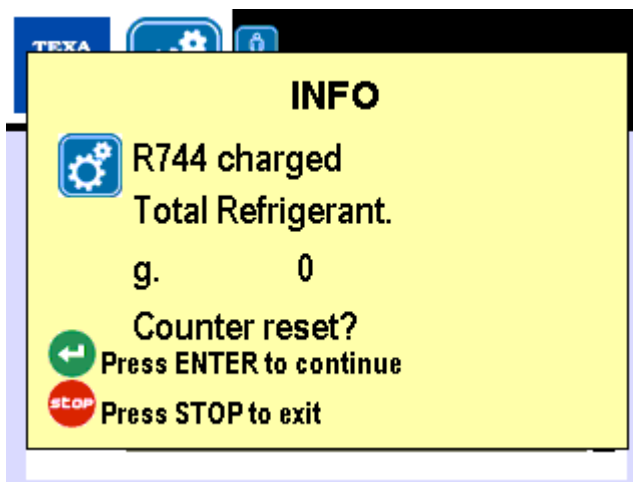 TEXA
INFO
R744 charged
Total Refrigerant.
g. 0
Counter reset?
Press ENTER to continue
stop Press STOP to exit